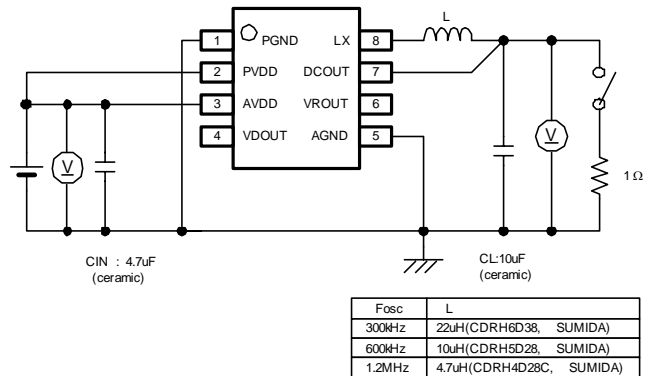 L
1 PGND LX 8
2 PVDD DCOUT 7
3 AVDD VROUT 6
4 VDOUT AGND 5
V
V
1Ω
CIN : 4.7uF
(ceramic)
CL:10uF
(ceramic)
Fosc L
300kHz 22uH(CDRH6D38, SUMIDA)
600kHz 10uH(CDRH5D28, SUMIDA)
1.2MHz 4.7uH(CDRH4D28C, SUMIDA)